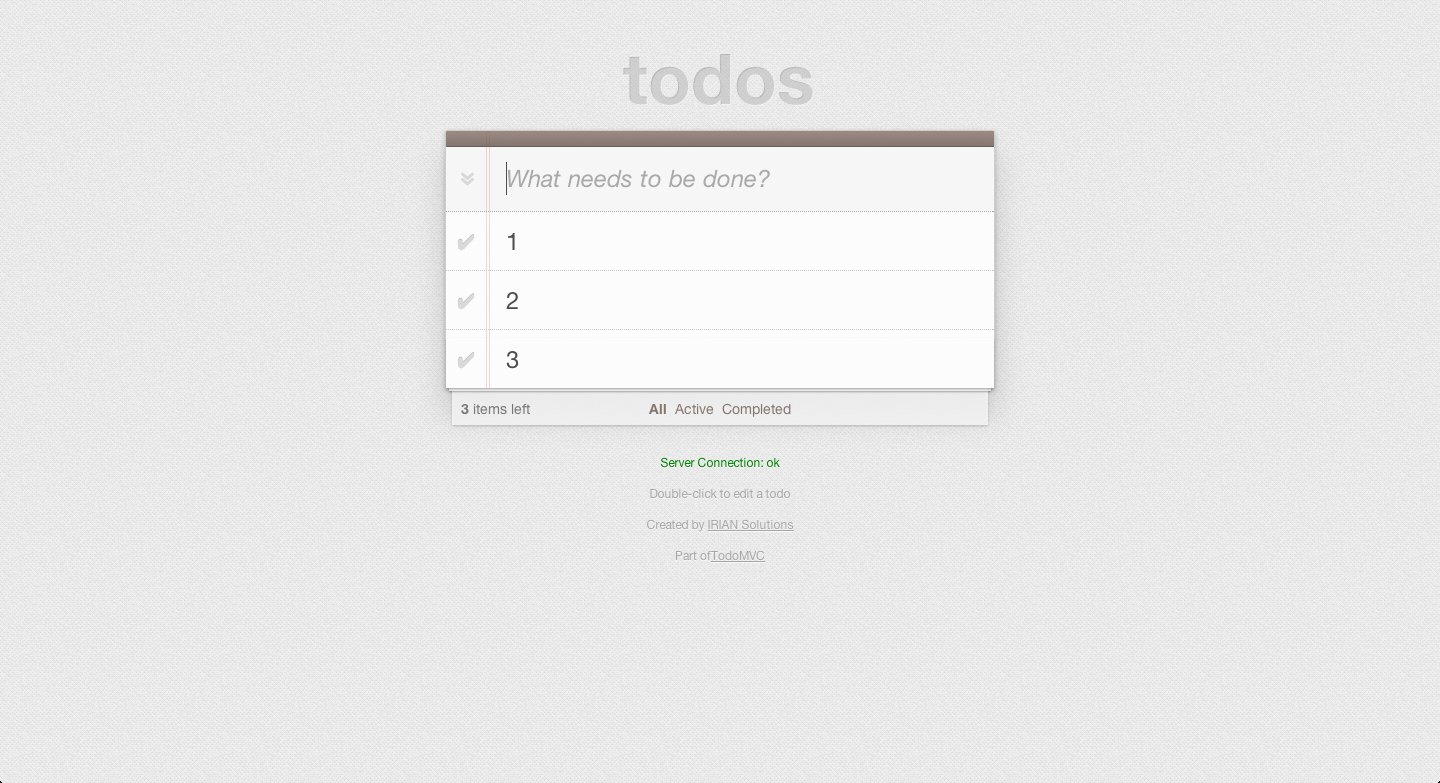 todos
What needs to be done?
1
2
3
3 items left All Active Completed
Server Connection: ok
Double-click to edit a todo
Created by IRIAN Solutions
Part ofTodoMVC